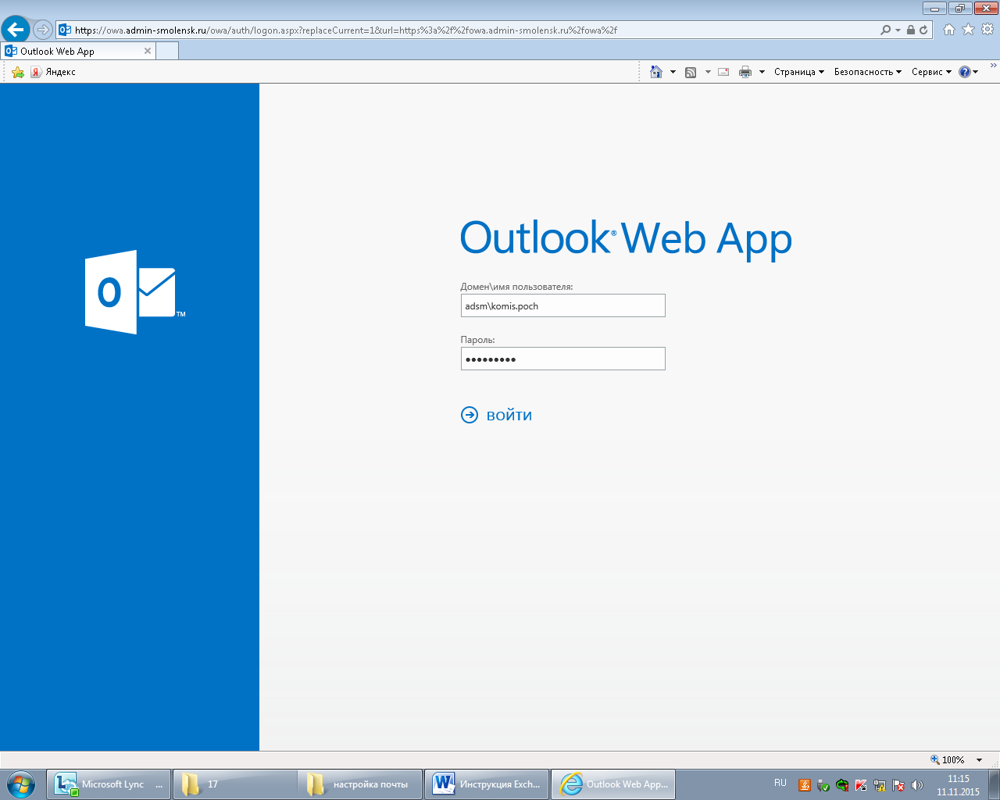 https://owa.admin-smolensk.ru/owa/auth/logon.aspx?replaceCurrent=1&url=https%3a%2f%2fowa.admin-smolensk.ru%2fowa%2f
Outlook Web App
Яндекс
Страница Безопасность Сервис
Outlook® Web App
Домен\имя пользователя:
adsm\komis.poch
Пароль:
•••••••••
ВОЙТИ
O
TM
100%
Microsoft Lync ...
17
настройка почты
Инструкция Exch...
Outlook Web App...
RU
11:15
11.11.2015